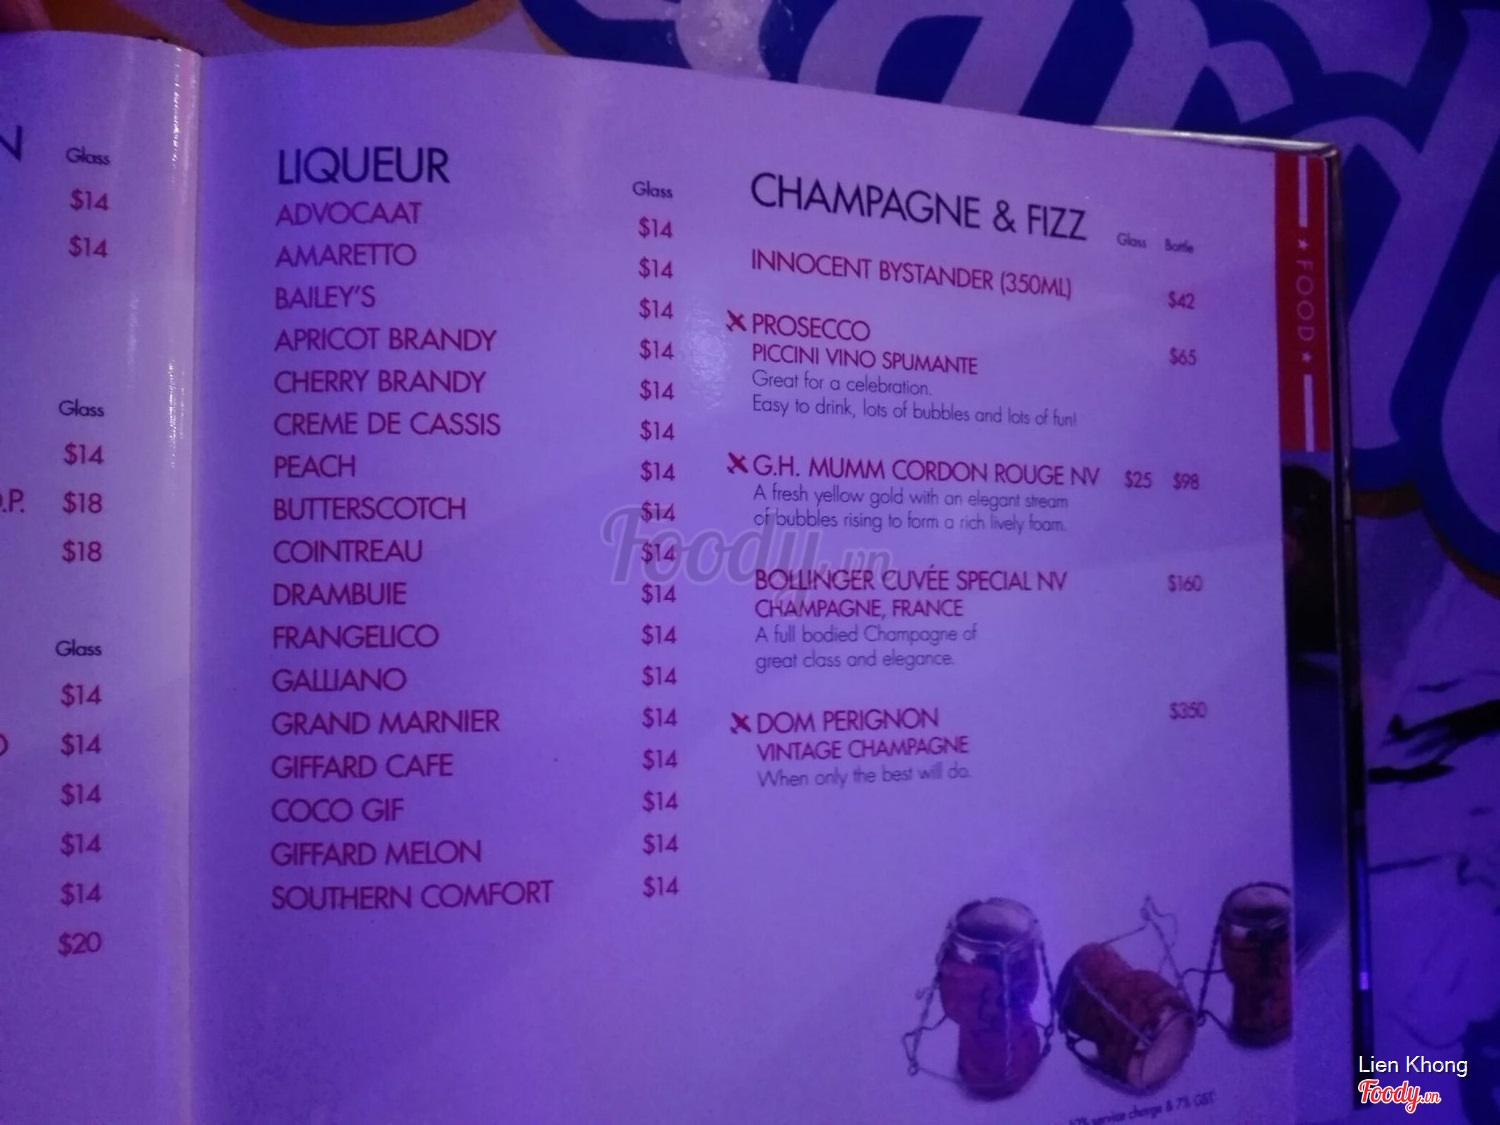 N
Glass
$14
$14
Glass
$14
$18
$18
Glass
$14
$14
$14
$14
$14
$20
LIQUEUR
Glass
ADVOCAAT $14
AMARETTO $14
BAILEY'S $14
APRICOT BRANDY $14
CHERRY BRANDY $14
CREME DE CASSIS $14
PEACH $14
BUTTERSCOTCH $14
COINTREAU $14
DRAMBUIE $14
FRANGELICO $14
GALLIANO $14
GRAND MARNIER $14
GIFFARD CAFE $14
COCO GIF $14
GIFFARD MELON $14
SOUTHERN COMFORT $14
CHAMPAGNE & FIZZ
Glass Bottle
INNOCENT BYSTANDER (350ML) $42
PROSECCO
PICCINI VINO SPUMANTE $65
Great for a celebration.
Easy to drink, lots of bubbles and lots of fun!
G.H. MUMM CORDON ROUGE NV $25 $98
A fresh yellow gold with an elegant stream
of bubbles rising to form a rich lively foam.
BOLLINGER CUVÉE SPECIAL NV $160
CHAMPAGNE, FRANCE
A full bodied Champagne of
great class and elegance.
DOM PERIGNON $350
VINTAGE CHAMPAGNE
When only the best will do.
service charge & 7% GST
FOOD
Foody.vn
Lien Khong
Foody.vn